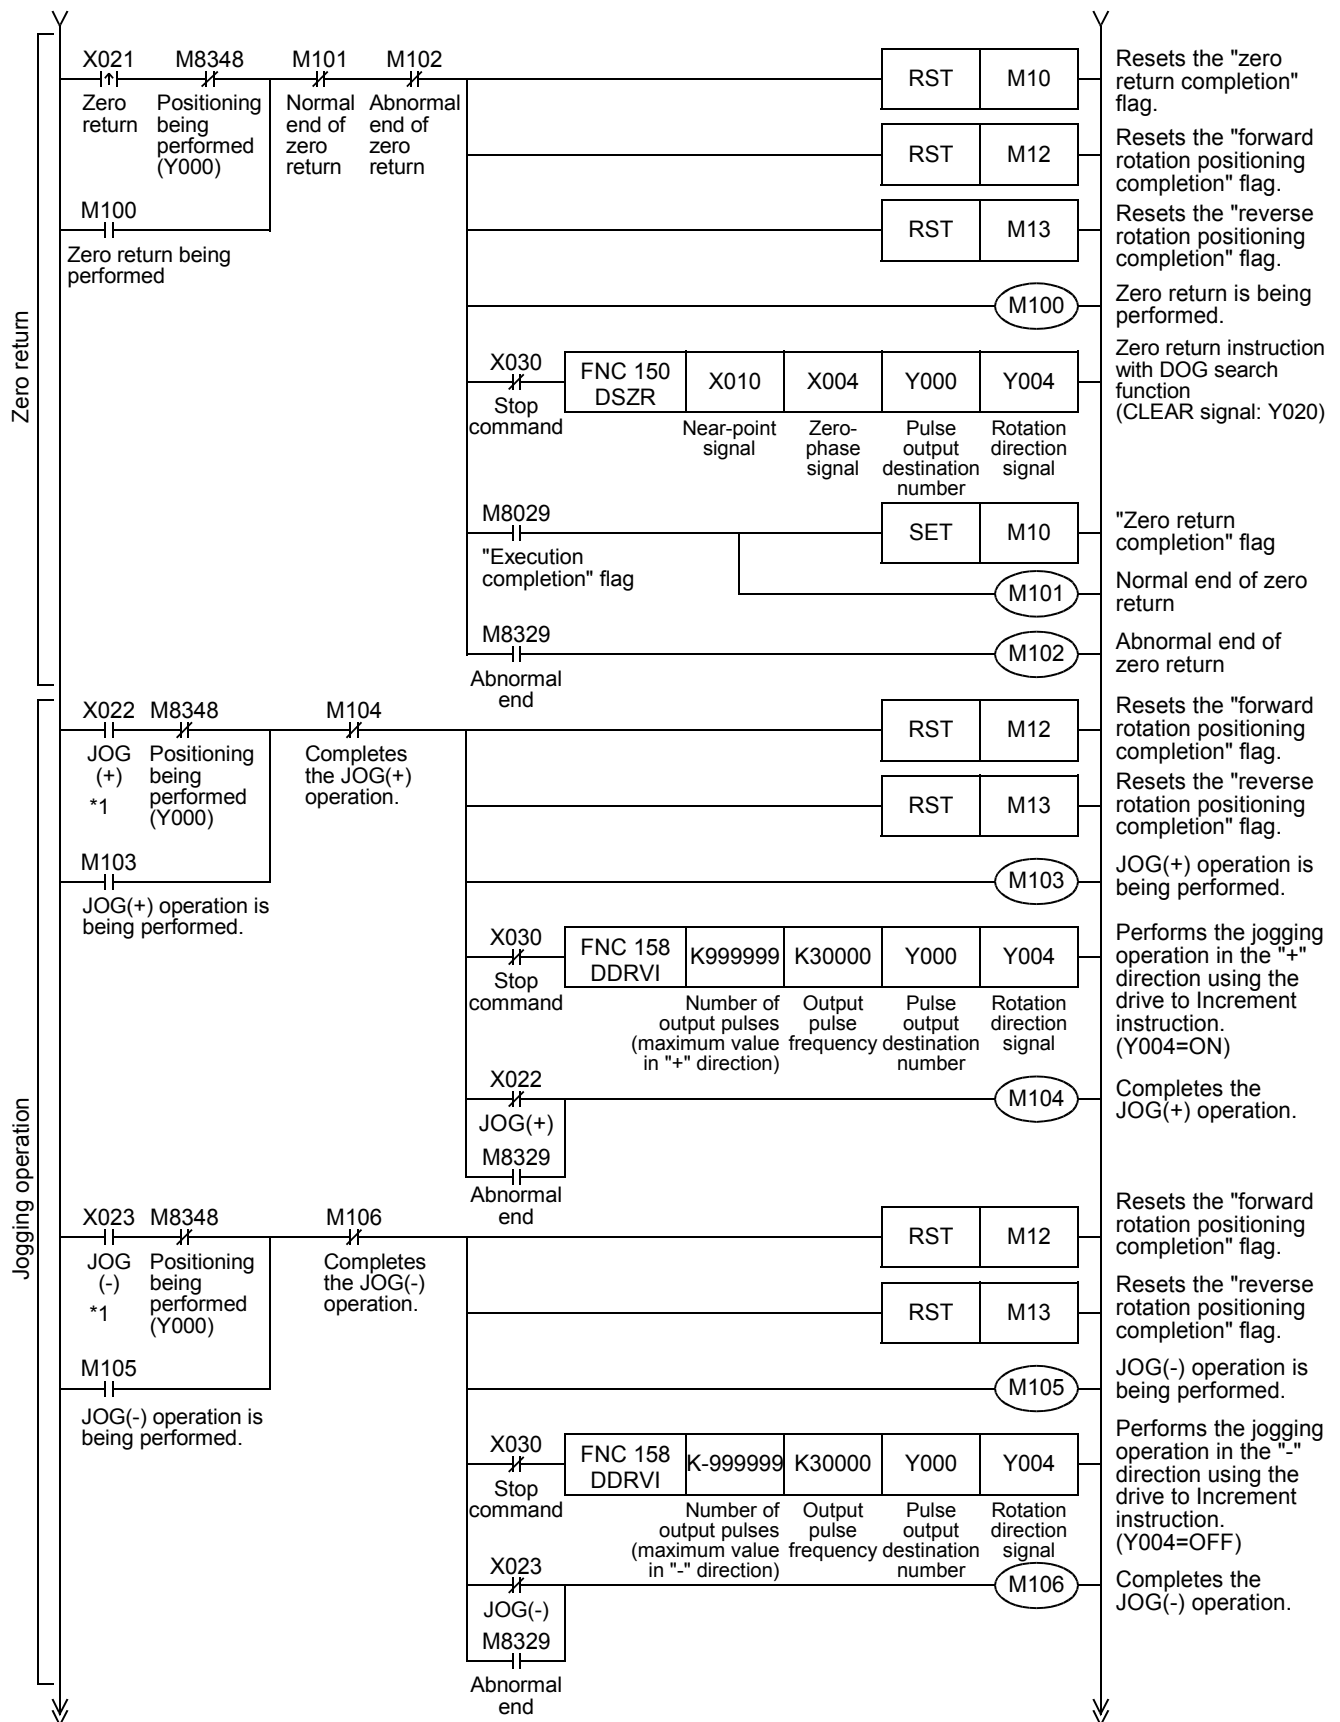 Zero return
X021
M8348
M101
M102
RST
M10
Resets the "zero
return completion"
flag.
Zero
return
Positioning
being
performed
(Y000)
Normal
end of
zero
return
Abnormal
end of
zero
return
RST
M12
Resets the "forward
rotation positioning
completion" flag.
M100
Zero return being
performed
RST
M13
Resets the "reverse
rotation positioning
completion" flag.
M100
Zero return is being
performed.
X030
Stop
command
FNC 150
DSZR
X010
X004
Y000
Y004
Near-point
signal
Zero-
phase
signal
Pulse
output
destination
number
Rotation
direction
signal
Zero return instruction
with DOG search
function
(CLEAR signal: Y020)
M8029
"Execution
completion" flag
SET
M10
"Zero return
completion" flag
M101
Normal end of zero
return
M8329
Abnormal
end
M102
Abnormal end of
zero return
Jogging operation
X022
M8348
M104
JOG
(+)
*1
Positioning
being
performed
(Y000)
Completes
the JOG(+)
operation.
RST
M12
Resets the "forward
rotation positioning
completion" flag.
RST
M13
Resets the "reverse
rotation positioning
completion" flag.
M103
JOG(+) operation is
being performed.
M103
JOG(+) operation is
being performed.
X030
Stop
command
FNC 158
DDRVI
K999999
K30000
Y000
Y004
Number of
output pulses
(maximum value
in "+" direction)
Output
pulse
frequency
Pulse
output
destination
number
Rotation
direction
signal
Performs the jogging
operation in the "+"
direction using the
drive to Increment
instruction.
(Y004=ON)
X022
JOG(+)
M8329
Abnormal
end
M104
Completes the
JOG(+) operation.
X023
M8348
M106
JOG
(-)
*1
Positioning
being
performed
(Y000)
Completes
the JOG(-)
operation.
RST
M12
Resets the "forward
rotation positioning
completion" flag.
RST
M13
Resets the "reverse
rotation positioning
completion" flag.
M105
JOG(-) operation is
being performed.
M105
JOG(-) operation is
being performed.
X030
Stop
command
FNC 158
DDRVI
K-999999
K30000
Y000
Y004
Number of
output pulses
(maximum value
in "-" direction)
Output
pulse
frequency
Pulse
output
destination
number
Rotation
direction
signal
Performs the jogging
operation in the "-"
direction using the
drive to Increment
instruction.
(Y004=OFF)
X023
JOG(-)
M8329
Abnormal
end
M106
Completes the
JOG(-) operation.